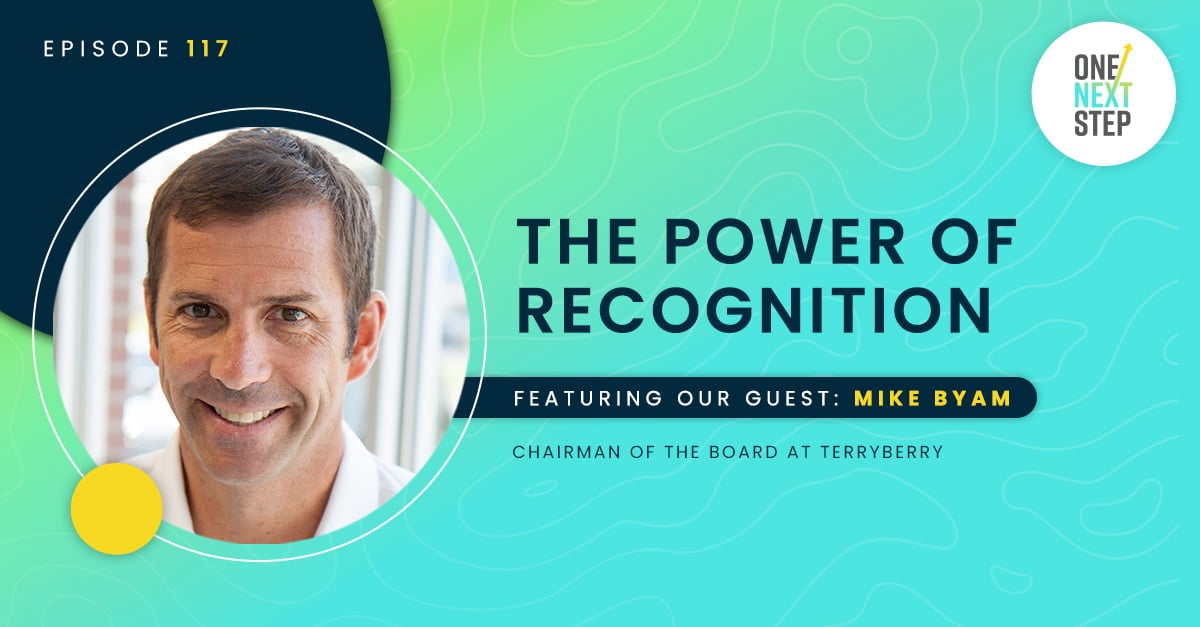 EPISODE 117
ONE
NEXT
STEP
THE POWER OF
RECOGNITION
FEATURING OUR GUEST: MIKE BYAM
CHAIRMAN OF THE BOARD AT TERRYBERRY